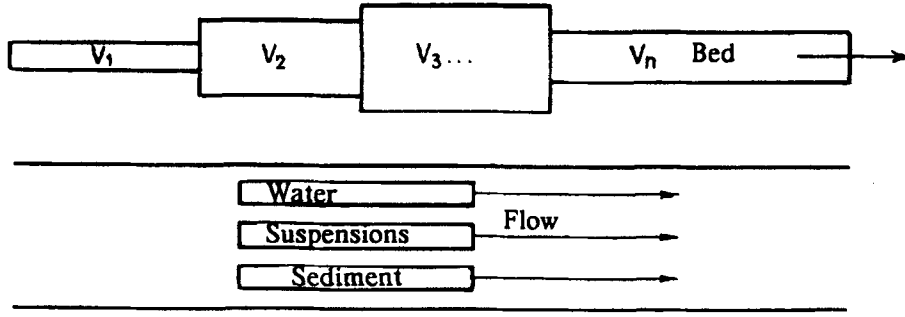 V₁ V₂ V₃... Vₙ Bed
Water
Flow
Suspensions
Sediment